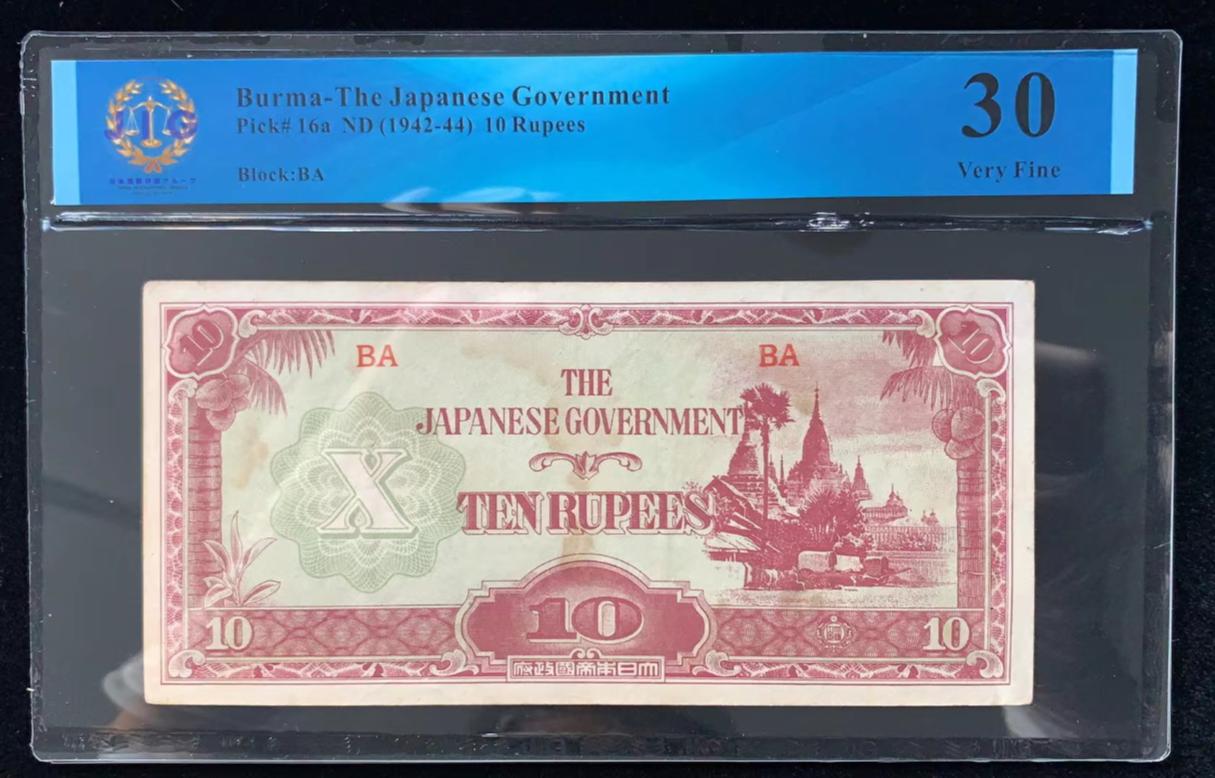 JIG
Burma-The Japanese Government
Pick# 16a ND (1942-44) 10 Rupees
Block:BA
30
Very Fine
10
10
BA
BA
THE
JAPANESE GOVERNMENT
X
TEN RUPEES
10
10
10
府政國帝本日大